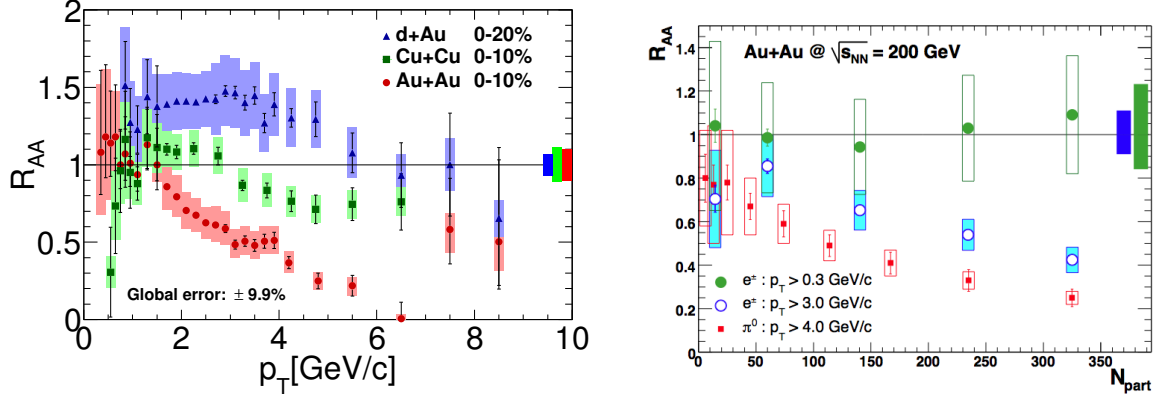 2
1.5
1
0.5
0
R_AA
d+Au 0-20%
Cu+Cu 0-10%
Au+Au 0-10%
Global error: ± 9.9%
0 2 4 6 8 10
p_T[GeV/c]
R_AA
1.4
1.2
1
0.8
0.6
0.4
0.2
0
Au+Au @ √s_NN = 200 GeV
e± : p_T > 0.3 GeV/c
e± : p_T > 3.0 GeV/c
π⁰ : p_T > 4.0 GeV/c
0 50 100 150 200 250 300 350
N_part